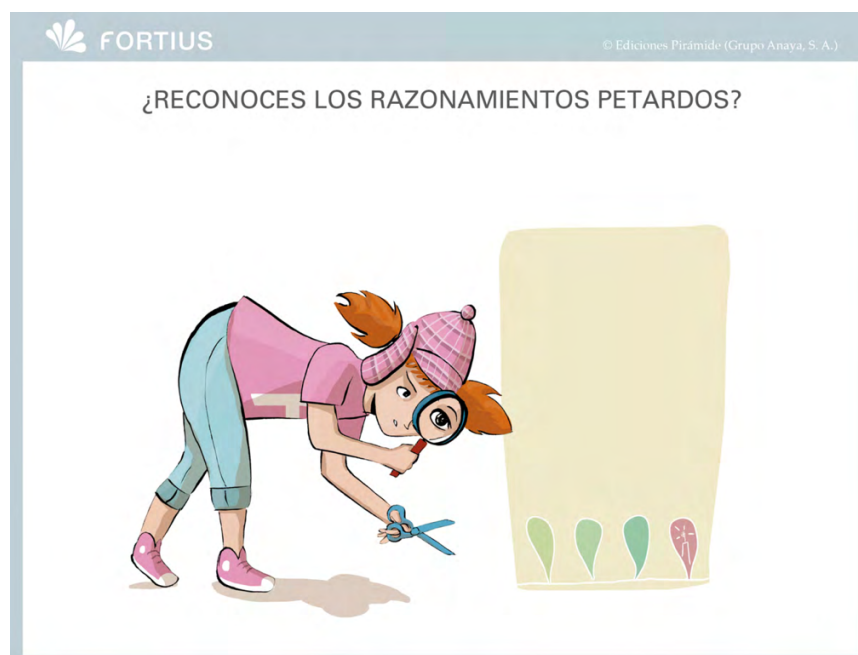 FORTIUS
© Ediciones Pirámide (Grupo Anaya, S. A.)
¿RECONOCES LOS RAZONAMIENTOS PETARDOS?